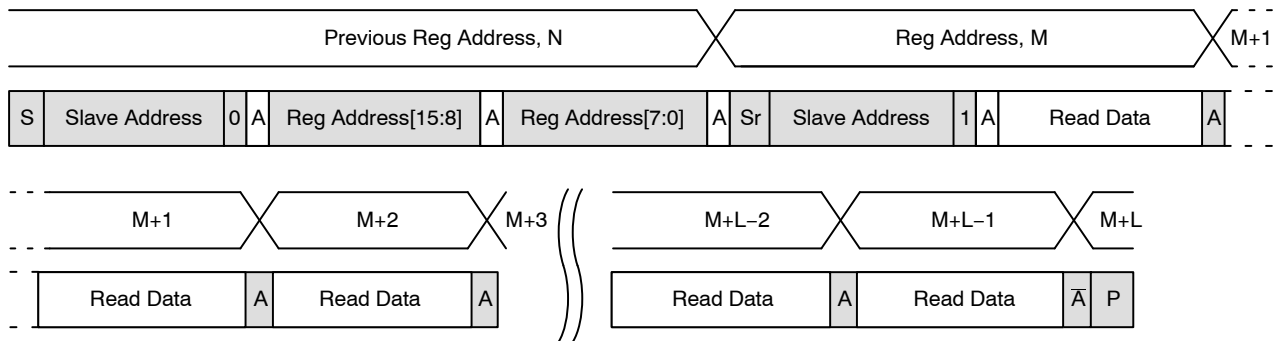 Previous Reg Address, N Reg Address, M M+1
S Slave Address 0 A Reg Address[15:8] A Reg Address[7:0] A Sr Slave Address 1 A Read Data A
M+1 M+2 M+3 M+L−2 M+L−1 M+L
Read Data A Read Data A Read Data A Read Data A̅ P